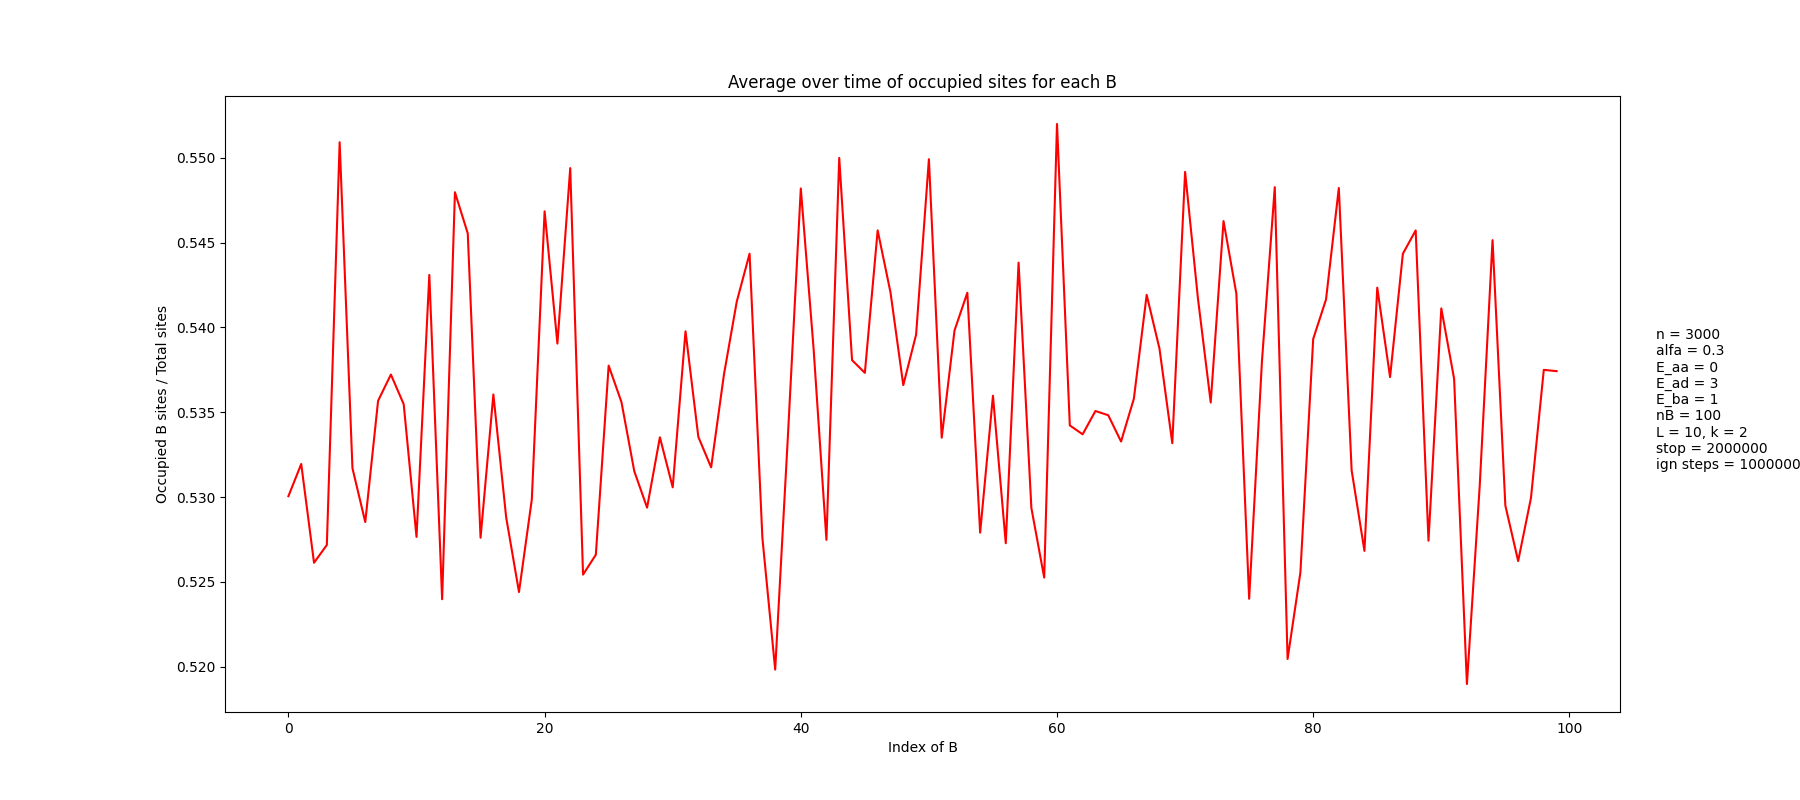 Average over time of occupied sites for each B
0.550
0.545
0.540
0.535
0.530
0.525
0.520
Occupied B sites / Total sites
0 20 40 60 80 100
Index of B
n = 3000
alfa = 0.3
E_aa = 0
E_ad = 3
E_ba = 1
nB = 100
L = 10, k = 2
stop = 2000000
ign steps = 1000000